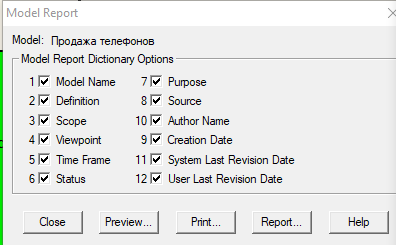 Model Report
Model: Продажа телефонов
Model Report Dictionary Options
1 Model Name 7 Purpose
2 Definition 8 Source
3 Scope 10 Author Name
4 Viewpoint 9 Creation Date
5 Time Frame 11 System Last Revision Date
6 Status 12 User Last Revision Date
Close Preview... Print... Report... Help